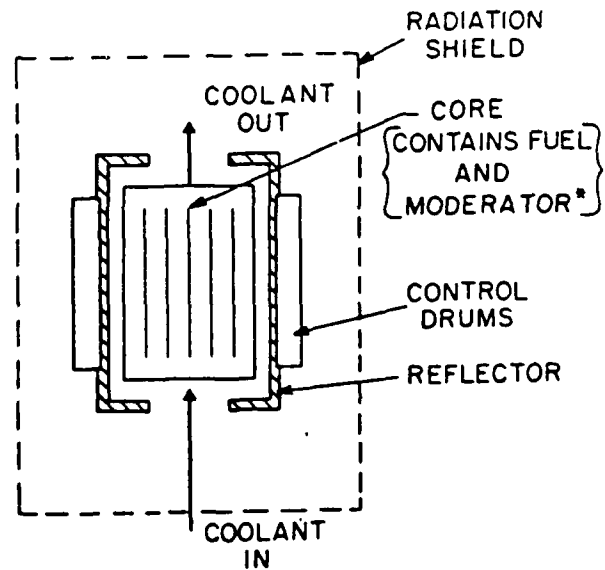 RADIATION
SHIELD
COOLANT
OUT
CORE
CONTAINS FUEL
AND
MODERATOR*
CONTROL
DRUMS
REFLECTOR
COOLANT
IN